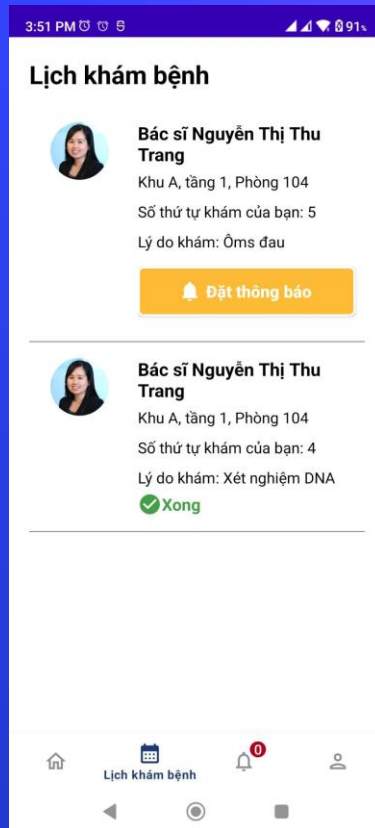 3:51 PM
91%
Lịch khám bệnh
Bác sĩ Nguyễn Thị Thu
Trang
Khu A, tầng 1, Phòng 104
Số thứ tự khám của bạn: 5
Lý do khám: Ôms đau
Đặt thông báo
Bác sĩ Nguyễn Thị Thu
Trang
Khu A, tầng 1, Phòng 104
Số thứ tự khám của bạn: 4
Lý do khám: Xét nghiệm DNA
Xong
0
Lịch khám bệnh